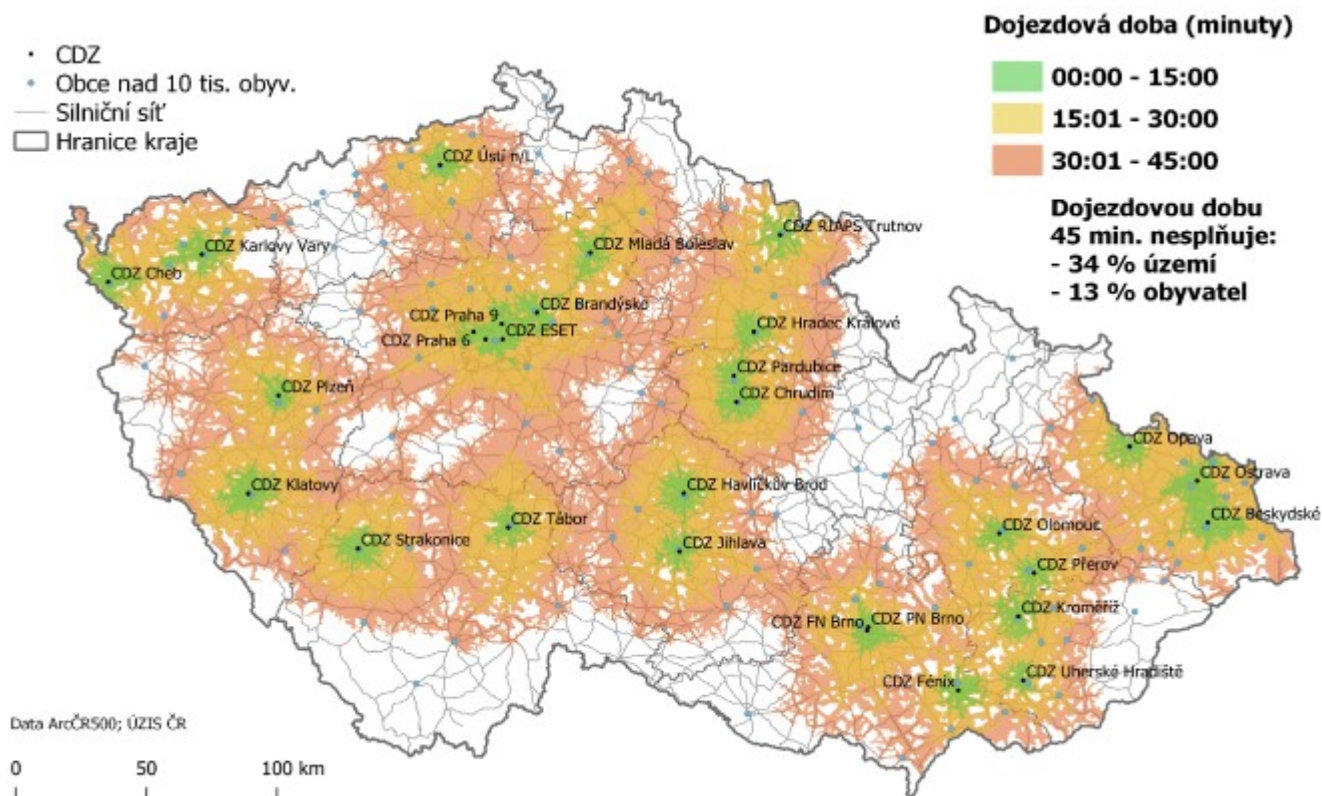 Dojezdová doba (minuty)
00:00 - 15:00
15:01 - 30:00
30:01 - 45:00
Dojezdovou dobu
45 min. nesplňuje:
- 34 % území
- 13 % obyvatel
CDZ
Obce nad 10 tis. obyv.
Silniční síť
Hranice kraje
CDZ Ústí n/L
CDZ RIAPS Trutnov
CDZ Karlovy Vary
CDZ Mladá Boleslav
CDZ Cheb
CDZ Brandýsko
CDZ Praha 9
CDZ ESET
CDZ Praha 6
CDZ Hradec Králové
CDZ Pardubice
CDZ Chrudim
CDZ Plzeň
CDZ Opava
CDZ Ostrava
CDZ Klatovy
CDZ Havlíčkův Brod
CDZ Beskydské
CDZ Tábor
CDZ Olomouc
CDZ Strakonice
CDZ Jihlava
CDZ Přerov
CDZ Kroměříž
CDZ FN Brno
CDZ PN Brno
CDZ Uherské Hradiště
CDZ Fénix
Data ArcČR500; ÚZIS ČR
0 50 100 km